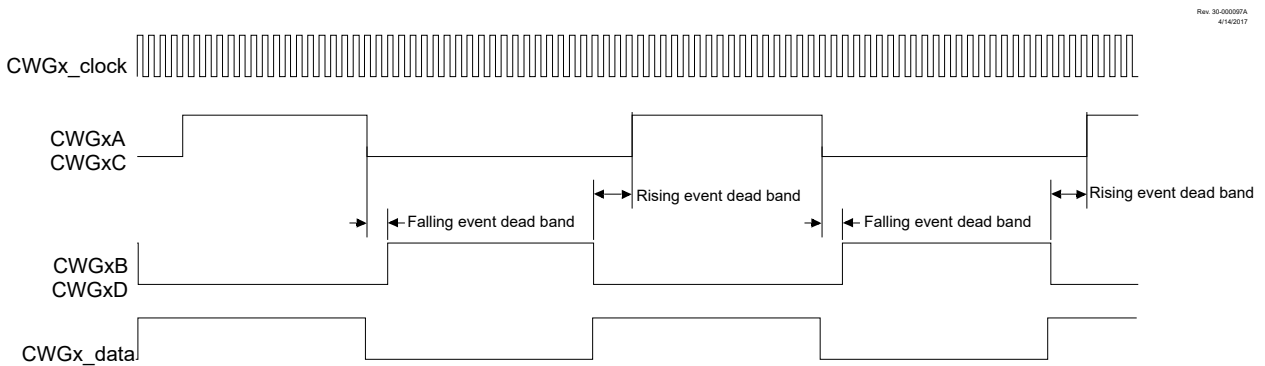 Rev. 30-000097A
4/14/2017
CWGx_clock
CWGxA
CWGxC
Rising event dead band
Rising event dead band
Falling event dead band
Falling event dead band
CWGxB
CWGxD
CWGx_data